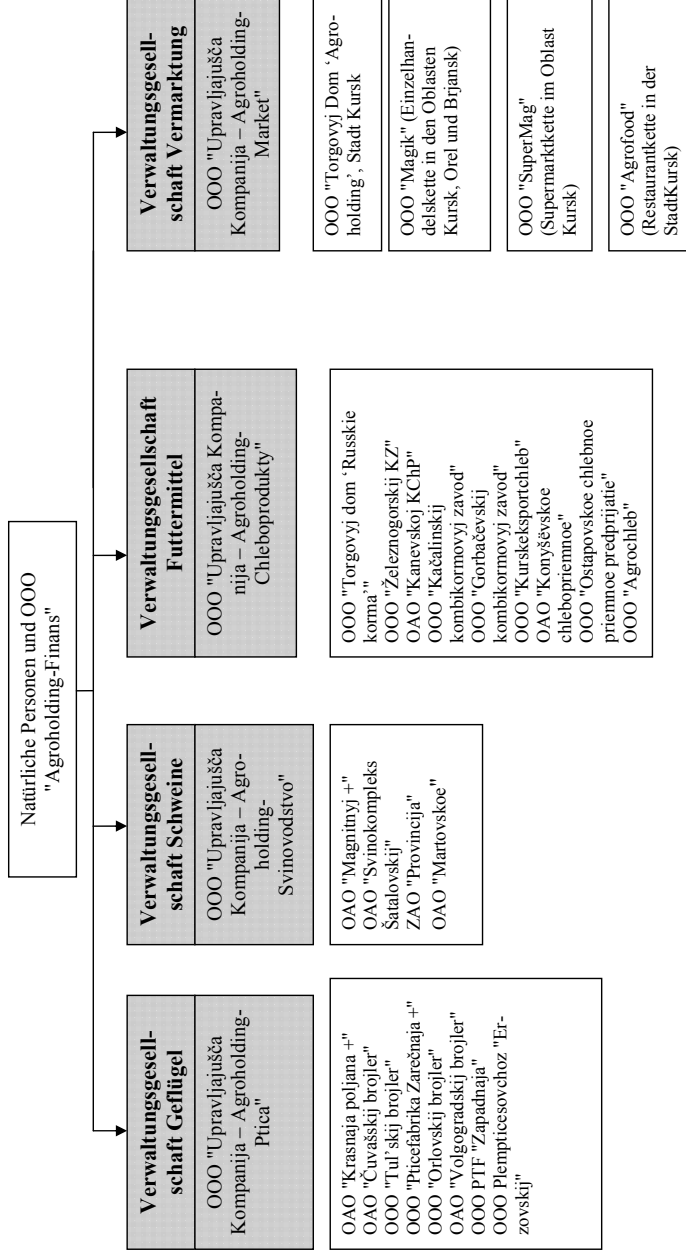 Natürliche Personen und OOO
"Agroholding-Finans"
Verwaltungsgesell-
schaft Geflügel
OOO "Upravljajušča
Kompanija – Agroholding-
Ptica"
OAO "Krasnaja poljana +"
OAO "Čuvašskij brojler"
OOO "Tul’skij brojler"
OOO "Pticefabrika Zarečnaja +"
OOO "Orlovskij brojler"
OAO "Volgogradskij brojler"
OOO PTF "Zapadnaja"
OOO Plempticesovchoz "Er-
zovskij"
Verwaltungsgesell-
schaft Schweine
OOO "Upravljajušča
Kompanija – Agro-
holding-
Svinovodstvo"
OAO "Magnitnyj +"
OAO "Svinokompleks
Šatalovskij"
ZAO "Provincija"
OAO "Martovskoe"
Verwaltungsgesellschaft
Futtermittel
OOO "Upravljajušča Kompa-
nija – Agroholding-
Chleboprodukty"
OOO "Torgovyj dom ‘Russkie
korma’"
OOO "Železnogorskij KZ"
OAO "Kanevskoj KChP"
OOO "Kačalinskij
kombikormovyj zavod"
OOO "Gorbačevskij
kombikormovyj zavod"
OOO "Kurskeksportchleb"
OAO "Konyšëvskoe
chlebopriemnoe"
OOO "Ostapovskoe chlebnoe
priemnoe predprijatie"
OOO "Agrochleb"
Verwaltungsgesell-
schaft Vermarktung
OOO "Upravljajušča
Kompanija – Agroholding-
Market"
OOO "Torgovyj Dom ‘Agro-
holding’, Stadt Kursk
OOO "Magik" (Einzelhan-
delskette in den Oblasten
Kursk, Orel und Brjansk)
OOO "SuperMag"
(Supermarktkette im Oblast
Kursk)
OOO "Agrofood"
(Restaurantkette in der
StadtKursk)